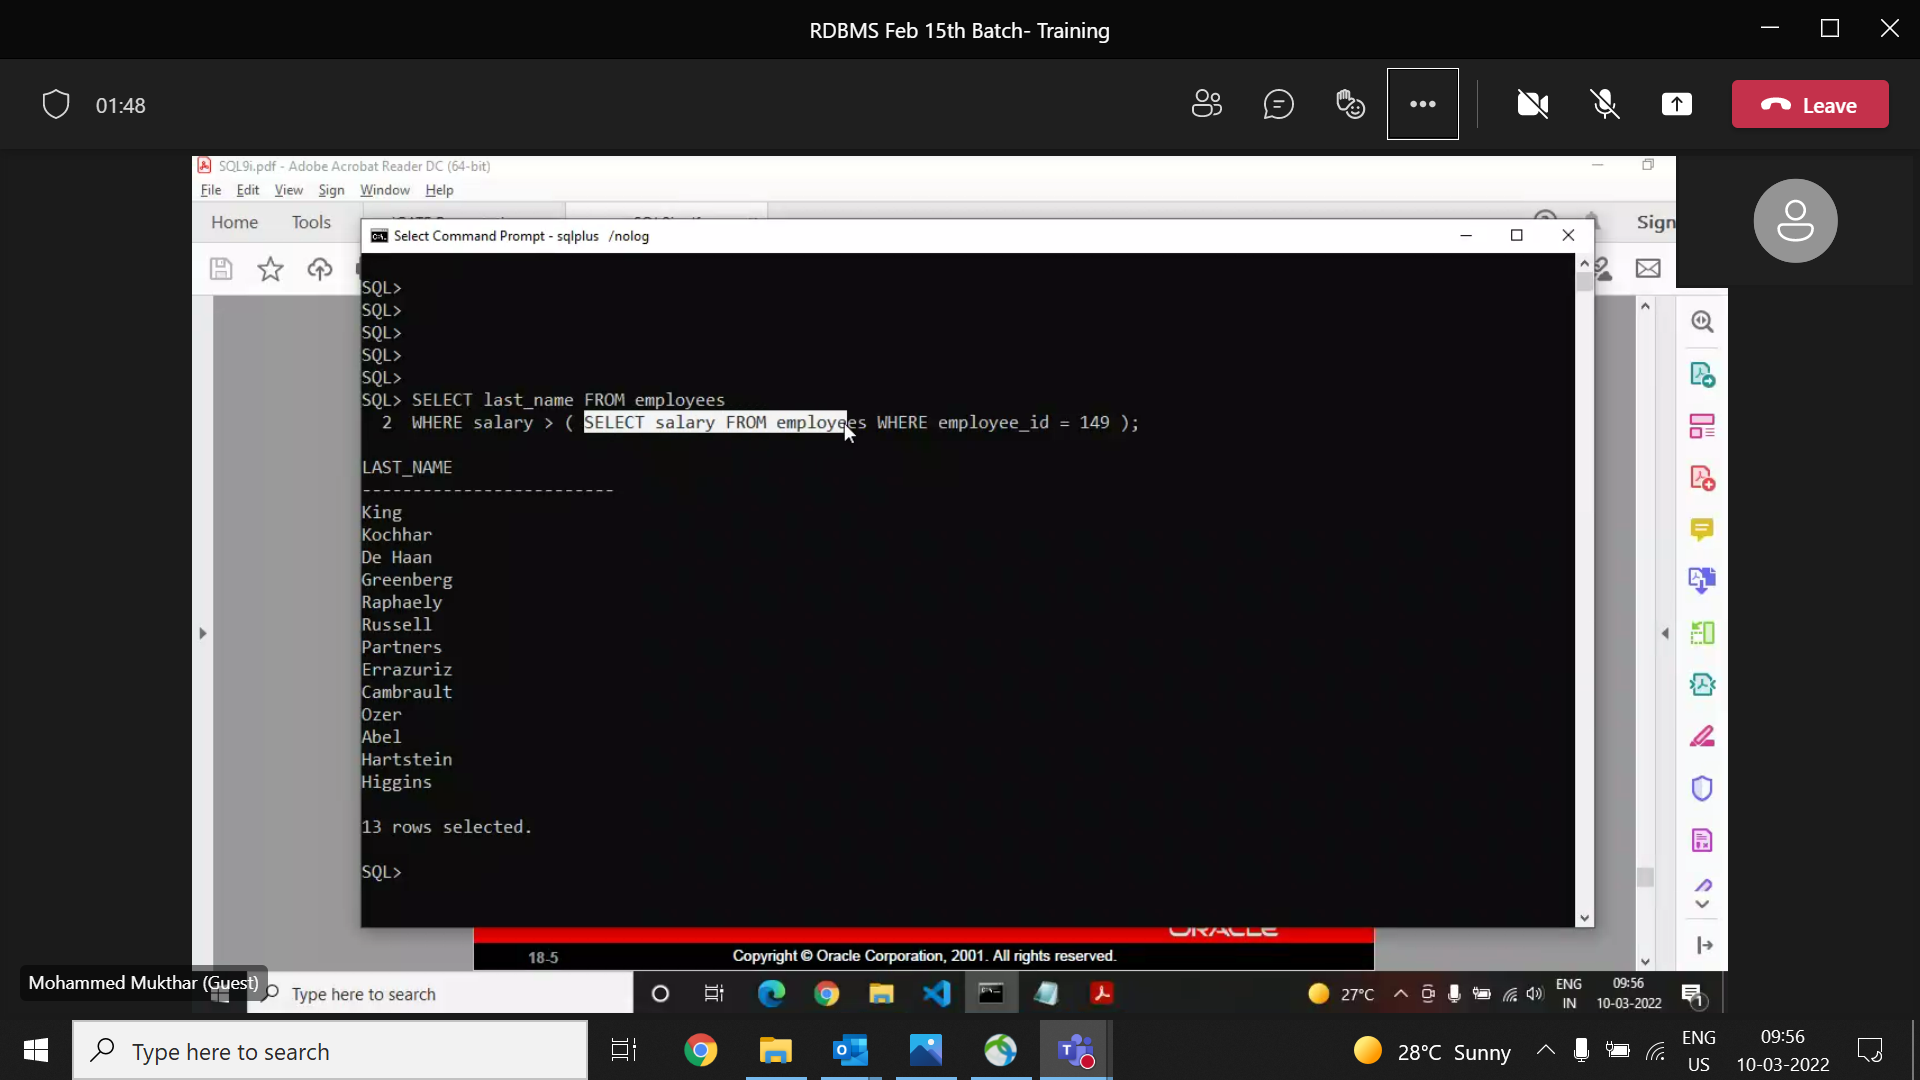 RDBMS Feb 15th Batch- Training
01:48
Leave
SQL9i.pdf - Adobe Acrobat Reader DC (64-bit)
File Edit View Sign Window Help
Home Tools
Sign
Select Command Prompt - sqlplus /nolog
SQL>
SQL>
SQL>
SQL>
SQL>
SQL> SELECT last_name FROM employees
2 WHERE salary > ( SELECT salary FROM employees WHERE employee_id = 149 );
LAST_NAME
-------------------------
King
Kochhar
De Haan
Greenberg
Raphaely
Russell
Partners
Errazuriz
Cambrault
Ozer
Abel
Hartstein
Higgins
13 rows selected.
SQL>
ORACLE
18-5
Copyright © Oracle Corporation, 2001. All rights reserved.
Mohammed Mukthar (Guest)
Type here to search
27°C
ENG
IN
09:56
10-03-2022
1
Type here to search
28°C Sunny
ENG
US
09:56
10-03-2022